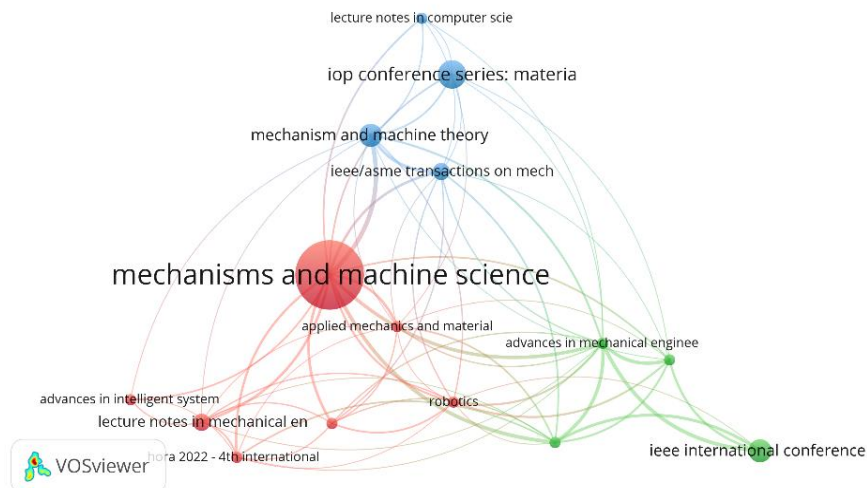 lecture notes in computer scie
iop conference series: materia
mechanism and machine theory
ieee/asme transactions on mech
mechanisms and machine science
applied mechanics and material
advances in mechanical enginee
advances in intelligent system
robotics
lecture notes in mechanical en
ieee international conference
hora 2022 - 4th international
VOSviewer